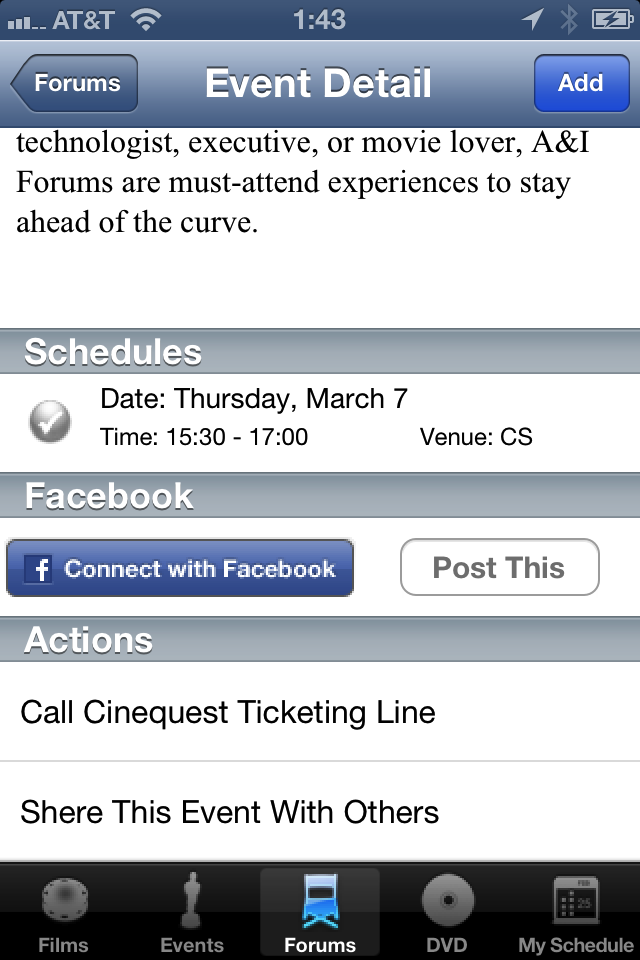 AT&T 1:43
Forums Event Detail Add
technologist, executive, or movie lover, A&I
Forums are must-attend experiences to stay
ahead of the curve.
Schedules
Date: Thursday, March 7
Time: 15:30 - 17:00 Venue: CS
Facebook
f Connect with Facebook Post This
Actions
Call Cinequest Ticketing Line
Shere This Event With Others
FEB
25
Films Events Forums DVD My Schedule